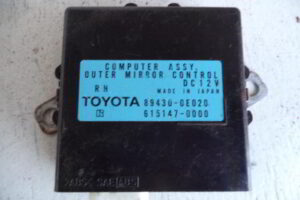 COMPUTER ASSY,
OUTER MIRROR CONTROL
DC12V
RH MADE IN JAPAN
TOYOTA 89430-0E020
615147-0000